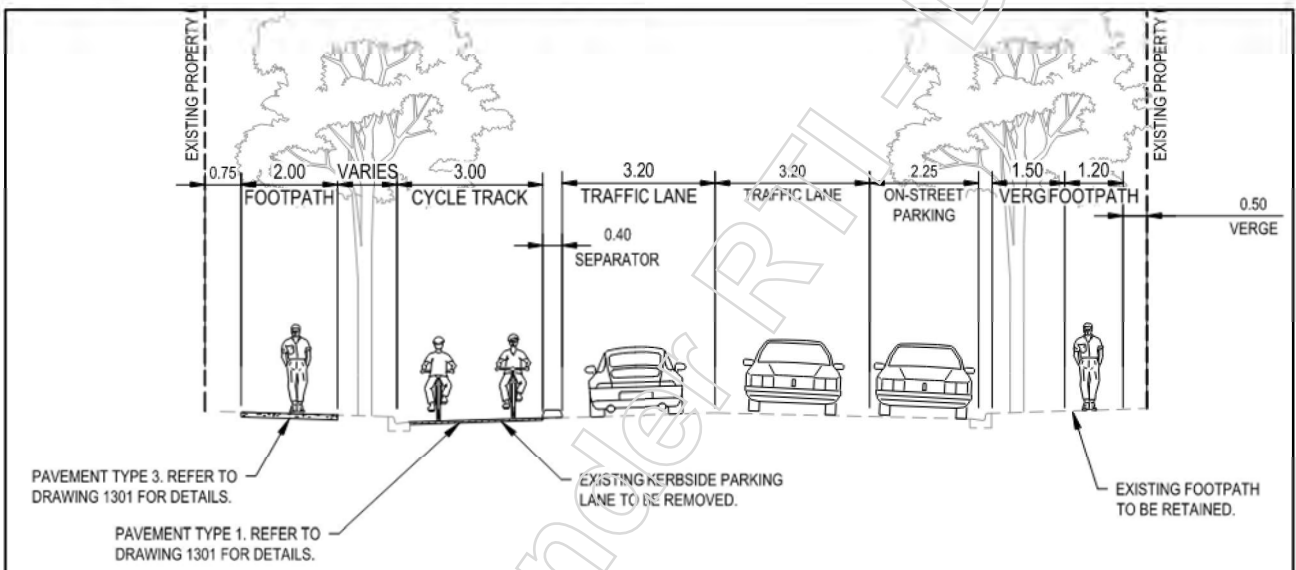 EXISTING PROPERTY
EXISTING PROPERTY
0.75
2.00
VARIES
3.00
3.20
3.20
2.25
1.50
1.20
FOOTPATH
CYCLE TRACK
TRAFFIC LANE
TRAFFIC LANE
ON-STREET
PARKING
VERG
FOOTPATH
0.50
VERGE
0.40
SEPARATOR
PAVEMENT TYPE 3. REFER TO
DRAWING 1301 FOR DETAILS.
EXISTING KERBSIDE PARKING
LANE TO BE REMOVED.
EXISTING FOOTPATH
TO BE RETAINED.
PAVEMENT TYPE 1. REFER TO
DRAWING 1301 FOR DETAILS.
nder RTI - D